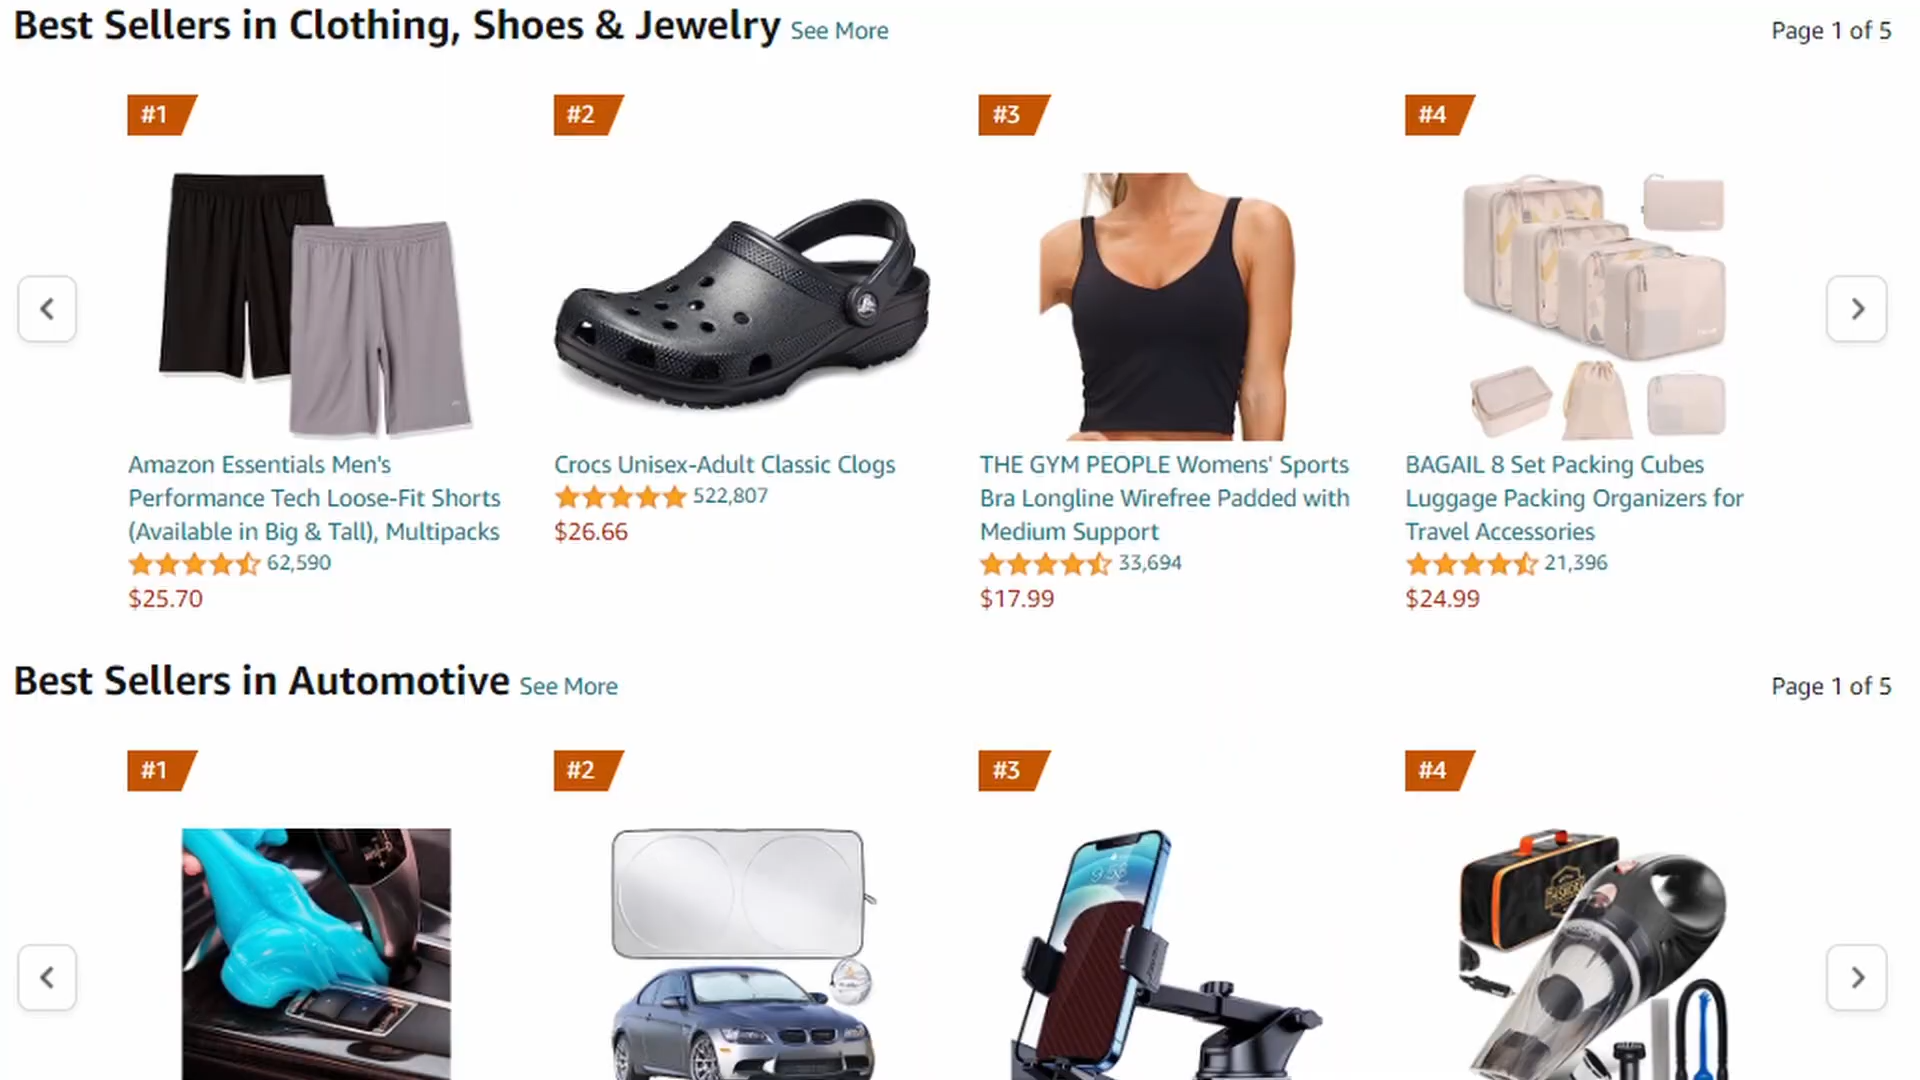 Best Sellers in Clothing, Shoes & Jewelry See More Page 1 of 5
#1 #2 #3 #4
Amazon Essentials Men's
Performance Tech Loose-Fit Shorts
(Available in Big & Tall), Multipacks
62,590
$25.70
Crocs Unisex-Adult Classic Clogs
522,807
$26.66
THE GYM PEOPLE Womens' Sports
Bra Longline Wirefree Padded with
Medium Support
33,694
$17.99
BAGAIL 8 Set Packing Cubes
Luggage Packing Organizers for
Travel Accessories
21,396
$24.99
Best Sellers in Automotive See More Page 1 of 5
#1 #2 #3 #4
9:58